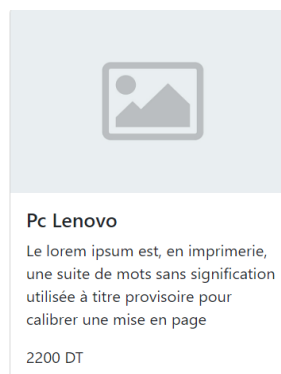 Pc Lenovo
Le lorem ipsum est, en imprimerie,
une suite de mots sans signification
utilisée à titre provisoire pour
calibrer une mise en page
2200 DT